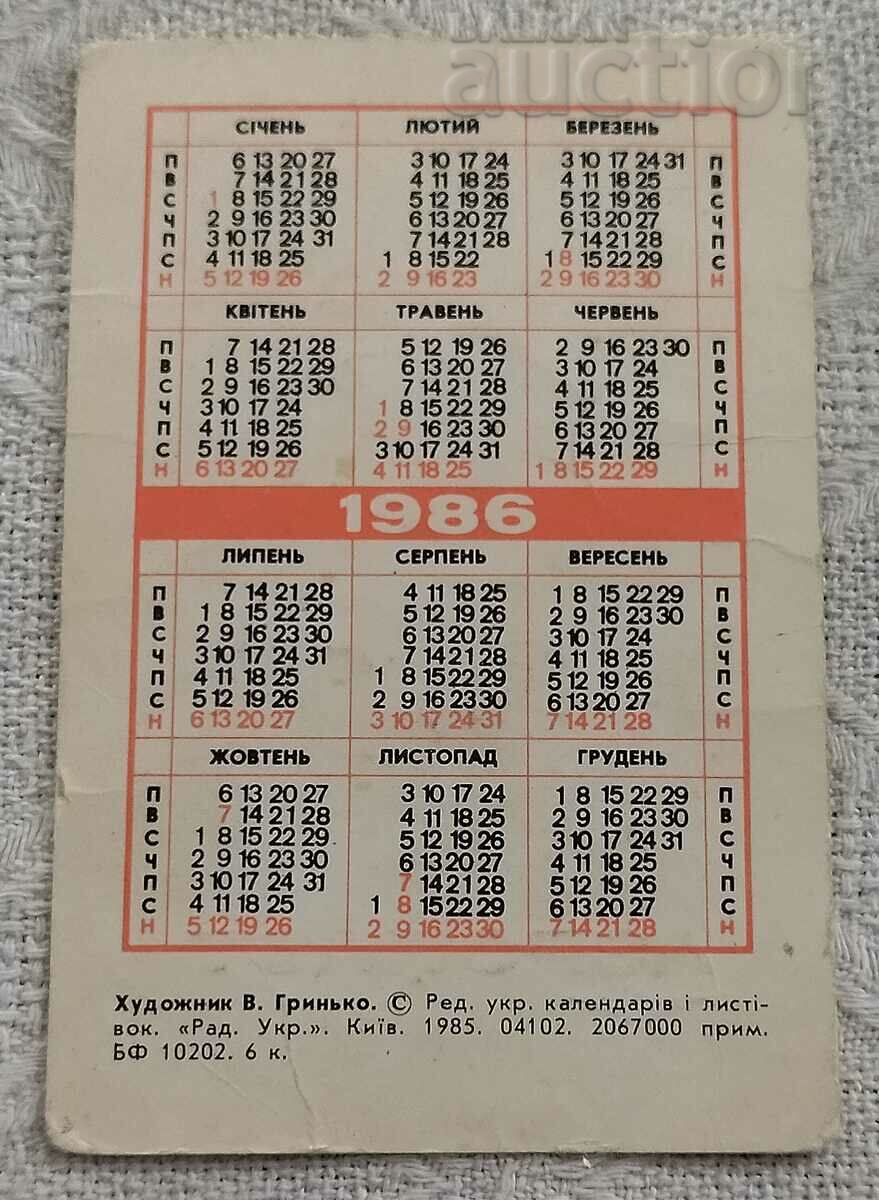 BALKAN
auction
СІЧЕНЬ ЛЮТИЙ БЕРЕЗЕНЬ
П 6 13 20 27 3 10 17 24 3 10 17 24 31 П
В 7 14 21 28 4 11 18 25 4 11 18 25 В
С 1 8 15 22 29 5 12 19 26 5 12 19 26 С
Ч 2 9 16 23 30 6 13 20 27 6 13 20 27 Ч
П 3 10 17 24 31 7 14 21 28 7 14 21 28 П
С 4 11 18 25 1 8 15 22 1 8 15 22 29 С
Н 5 12 19 26 2 9 16 23 2 9 16 23 30 Н
КВІТЕНЬ ТРАВЕНЬ ЧЕРВЕНЬ
П 7 14 21 28 5 12 19 26 2 9 16 23 30 П
В 1 8 15 22 29 6 13 20 27 3 10 17 24 В
С 2 9 16 23 30 7 14 21 28 4 11 18 25 С
Ч 3 10 17 24 1 8 15 22 29 5 12 19 26 Ч
П 4 11 18 25 2 9 16 23 30 6 13 20 27 П
С 5 12 19 26 3 10 17 24 31 7 14 21 28 С
Н 6 13 20 27 4 11 18 25 1 8 15 22 29 Н
1986
ЛИПЕНЬ СЕРПЕНЬ ВЕРЕСЕНЬ
П 7 14 21 28 4 11 18 25 1 8 15 22 29 П
В 1 8 15 22 29 5 12 19 26 2 9 16 23 30 В
С 2 9 16 23 30 6 13 20 27 3 10 17 24 С
Ч 3 10 17 24 31 7 14 21 28 4 11 18 25 Ч
П 4 11 18 25 1 8 15 22 29 5 12 19 26 П
С 5 12 19 26 2 9 16 23 30 6 13 20 27 С
Н 6 13 20 27 3 10 17 24 31 7 14 21 28 Н
ЖОВТЕНЬ ЛИСТОПАД ГРУДЕНЬ
П 6 13 20 27 3 10 17 24 1 8 15 22 29 П
В 7 14 21 28 4 11 18 25 2 9 16 23 30 В
С 1 8 15 22 29 5 12 19 26 3 10 17 24 31 С
Ч 2 9 16 23 30 6 13 20 27 4 11 18 25 Ч
П 3 10 17 24 31 7 14 21 28 5 12 19 26 П
С 4 11 18 25 1 8 15 22 29 6 13 20 27 С
Н 5 12 19 26 2 9 16 23 30 7 14 21 28 Н
Художник В. Гринько. © Ред. укр. календарів і листі-
вок. «Рад. Укр.». Київ. 1985. 04102. 2067000 прим.
БФ 10202. 6 к.